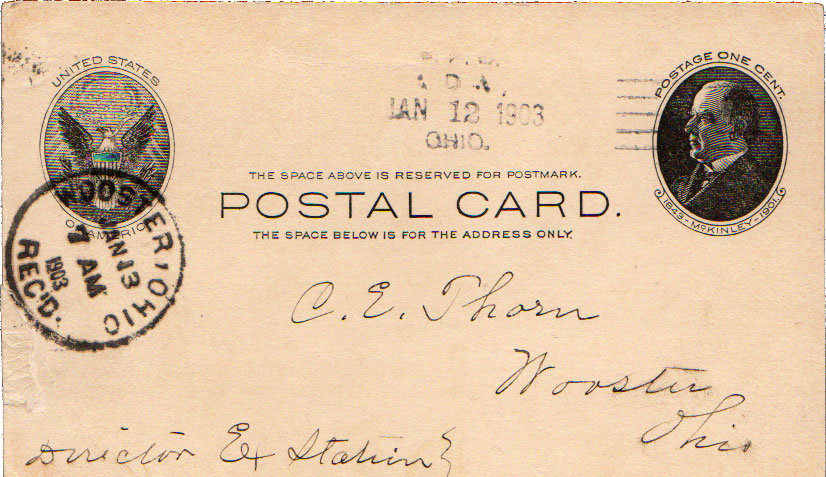 UNITED STATES
OF AMERICA
POSTAGE ONE CENT.
1843-McKINLEY-1901.
JAN 12 1903
OHIO.
THE SPACE ABOVE IS RESERVED FOR POSTMARK.
POSTAL CARD.
THE SPACE BELOW IS FOR THE ADDRESS ONLY.
WOOSTER, OHIO
JAN 13
7 AM
1903
REC'D.
C. E. Thorn
Wooster
Ohio
Director Ex Station